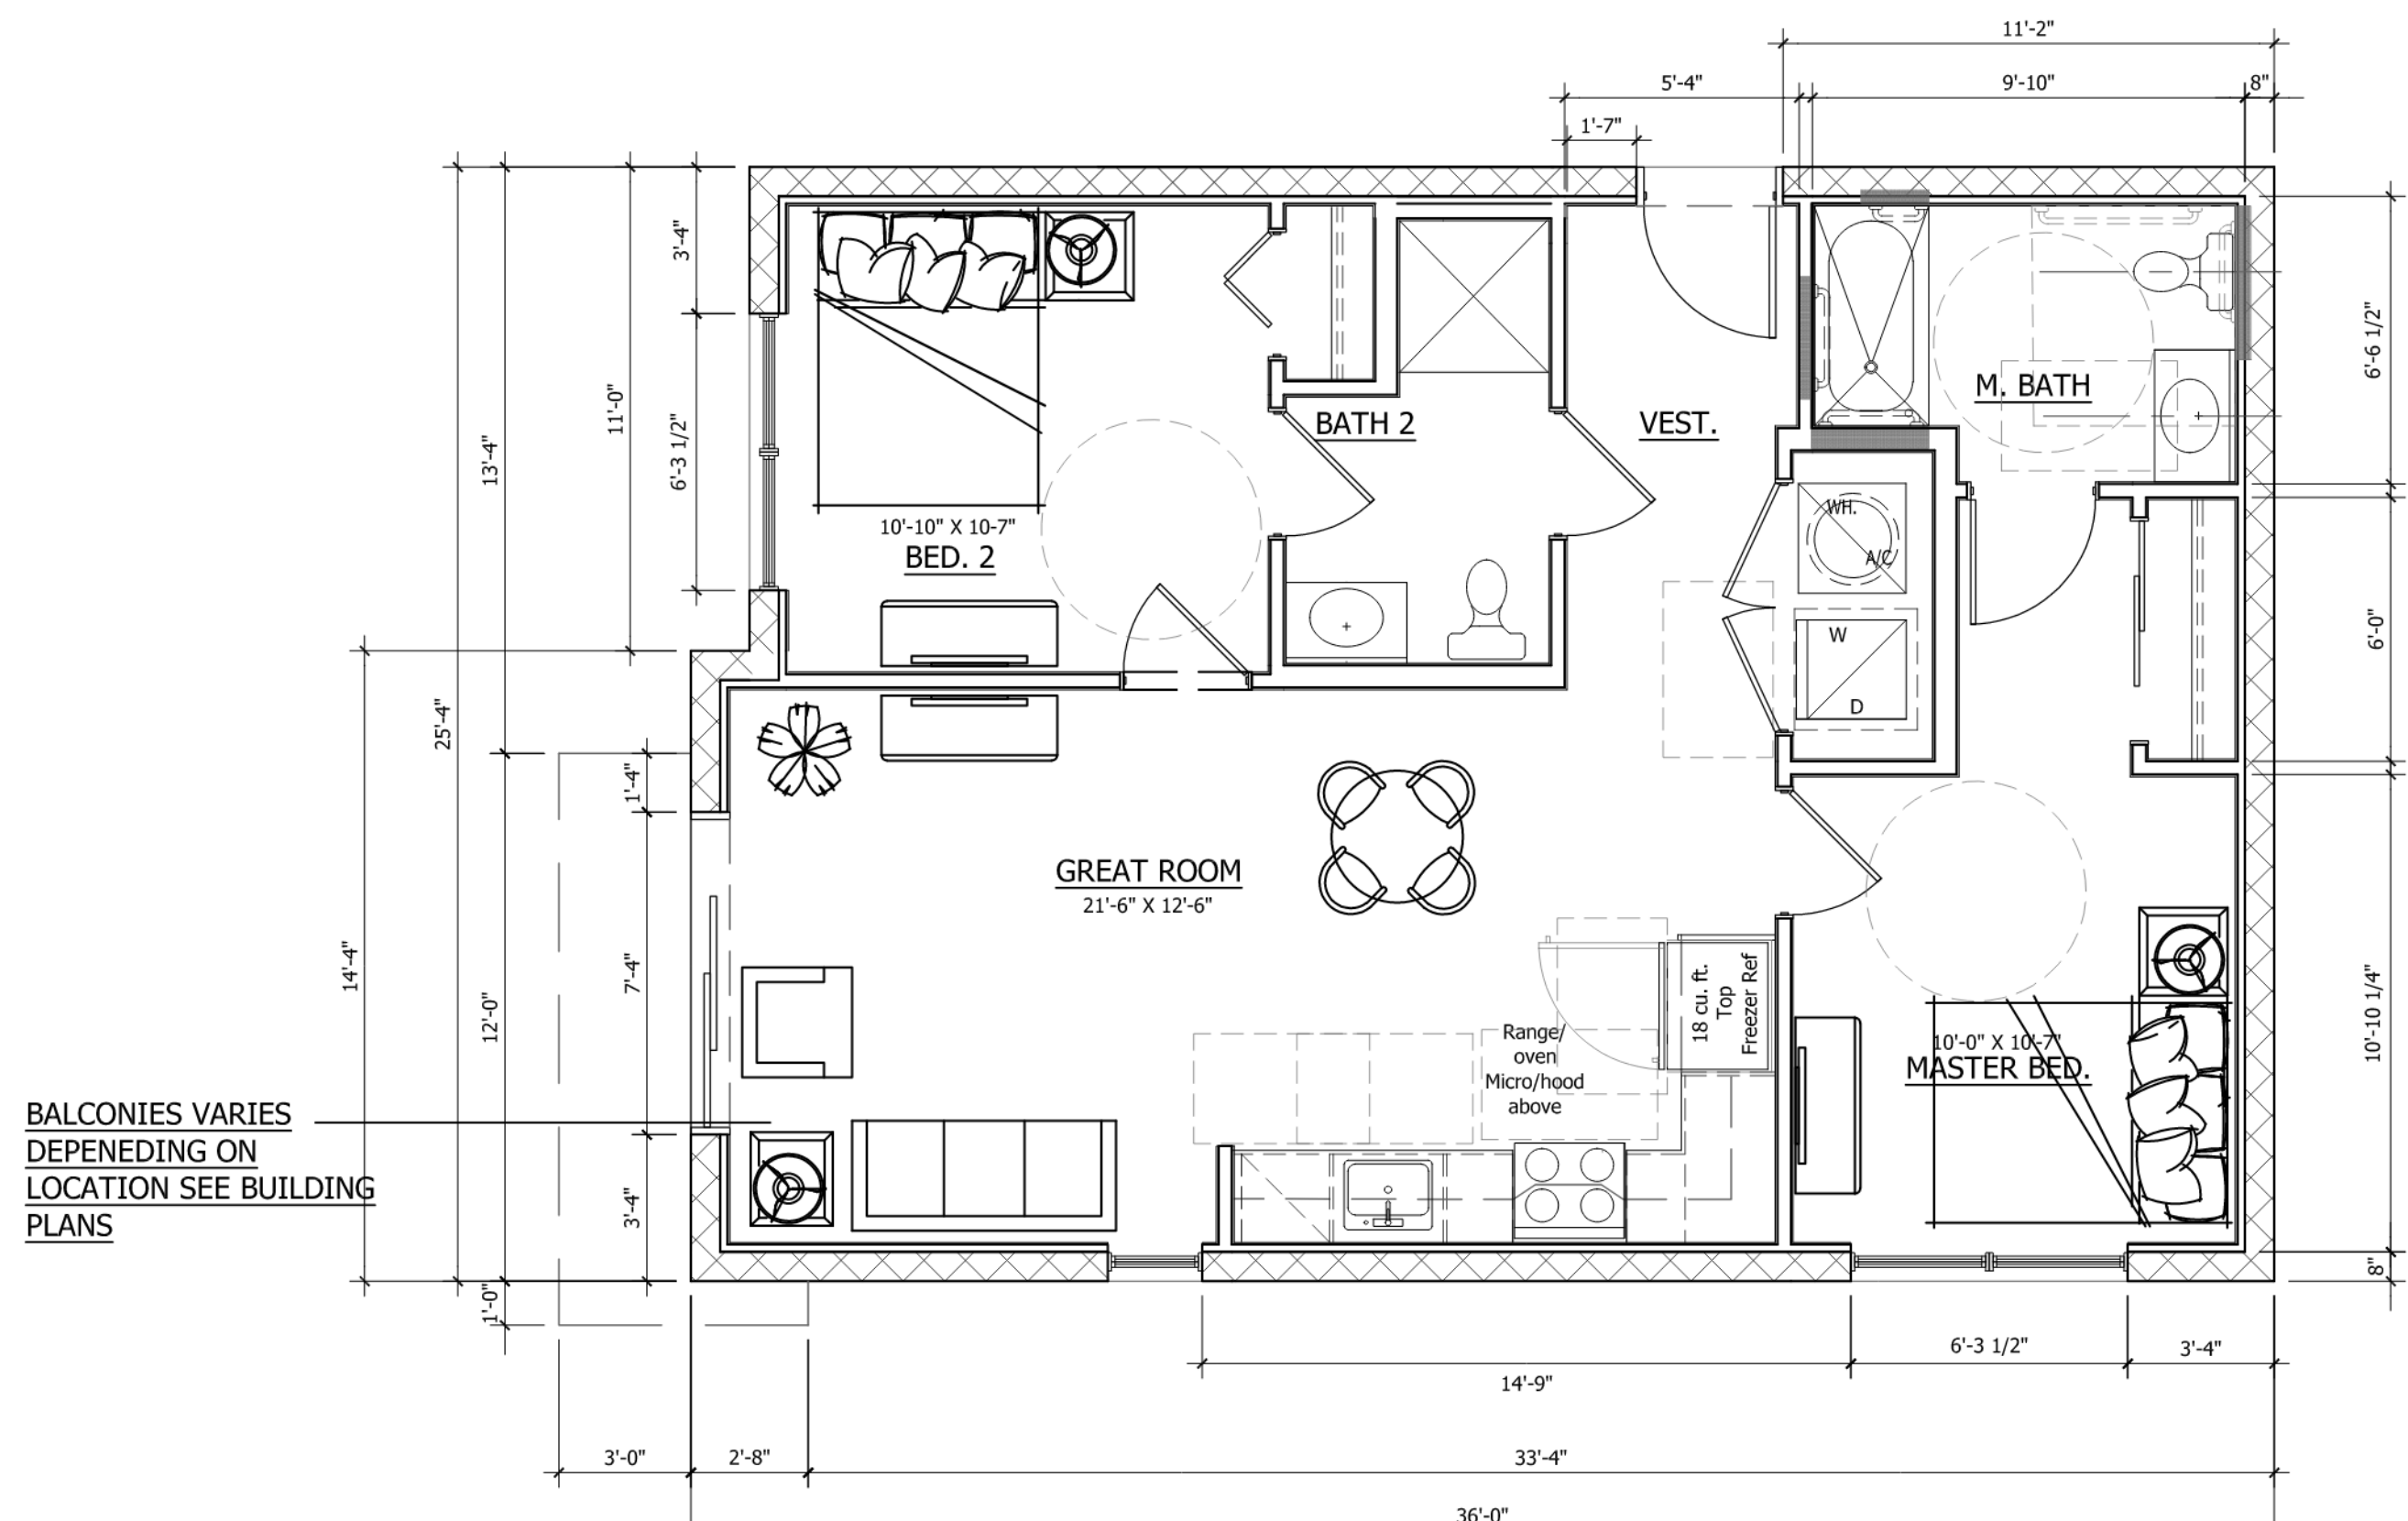 11'-2"
5'-4"
9'-10"
8"
1'-7"
3'-4"
6'-3 1/2"
11'-0"
13'-4"
25'-4"
14'-4"
12'-0"
1'-0"
1'-4"
7'-4"
3'-4"
10'-10" X 10-7"
BED. 2
BATH 2
VEST.
M. BATH
WH.
A/C
W
D
6'-6 1/2"
6'-0"
10'-10 1/4"
8"
GREAT ROOM
21'-6" X 12'-6"
18 cu. ft.
Top
Freezer Ref
Range/
oven
Micro/hood
above
10'-0" X 10'-7"
MASTER BED.
BALCONIES VARIES
DEPENEDING ON
LOCATION SEE BUILDING
PLANS
6'-3 1/2"
3'-4"
14'-9"
3'-0"
2'-8"
33'-4"
36'-0"